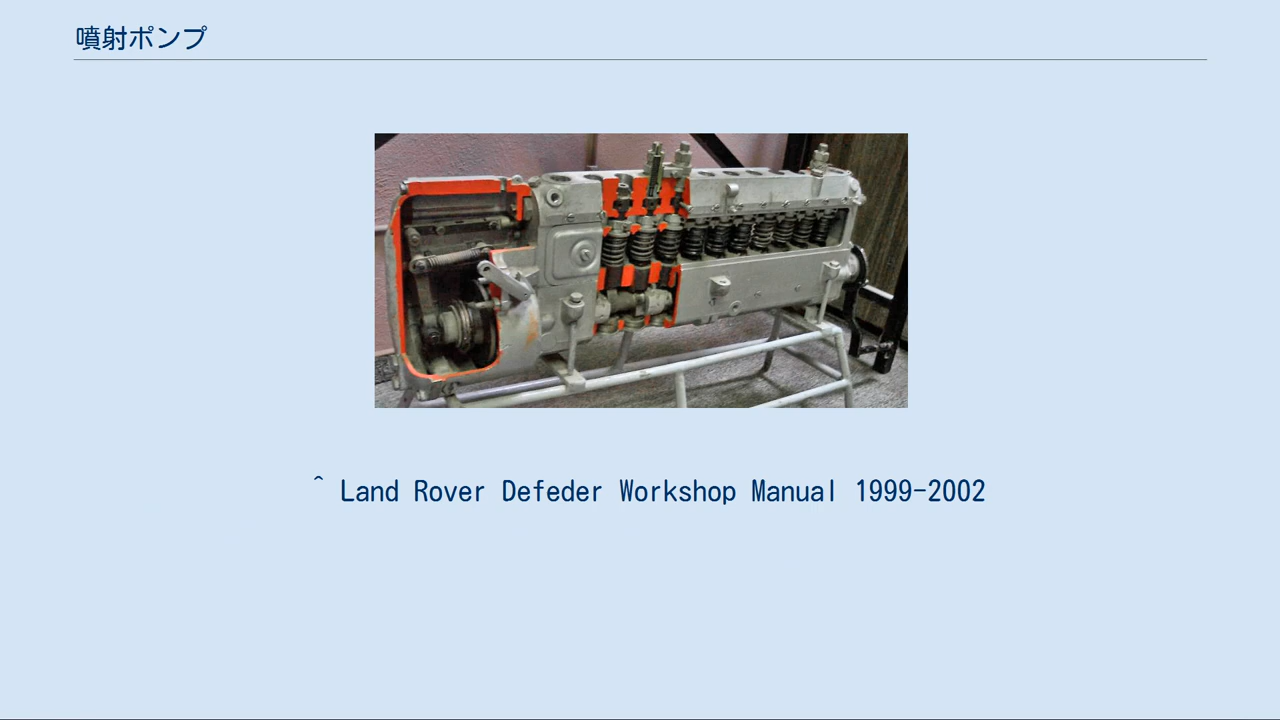 噴射ポンプ
^ Land Rover Defeder Workshop Manual 1999-2002